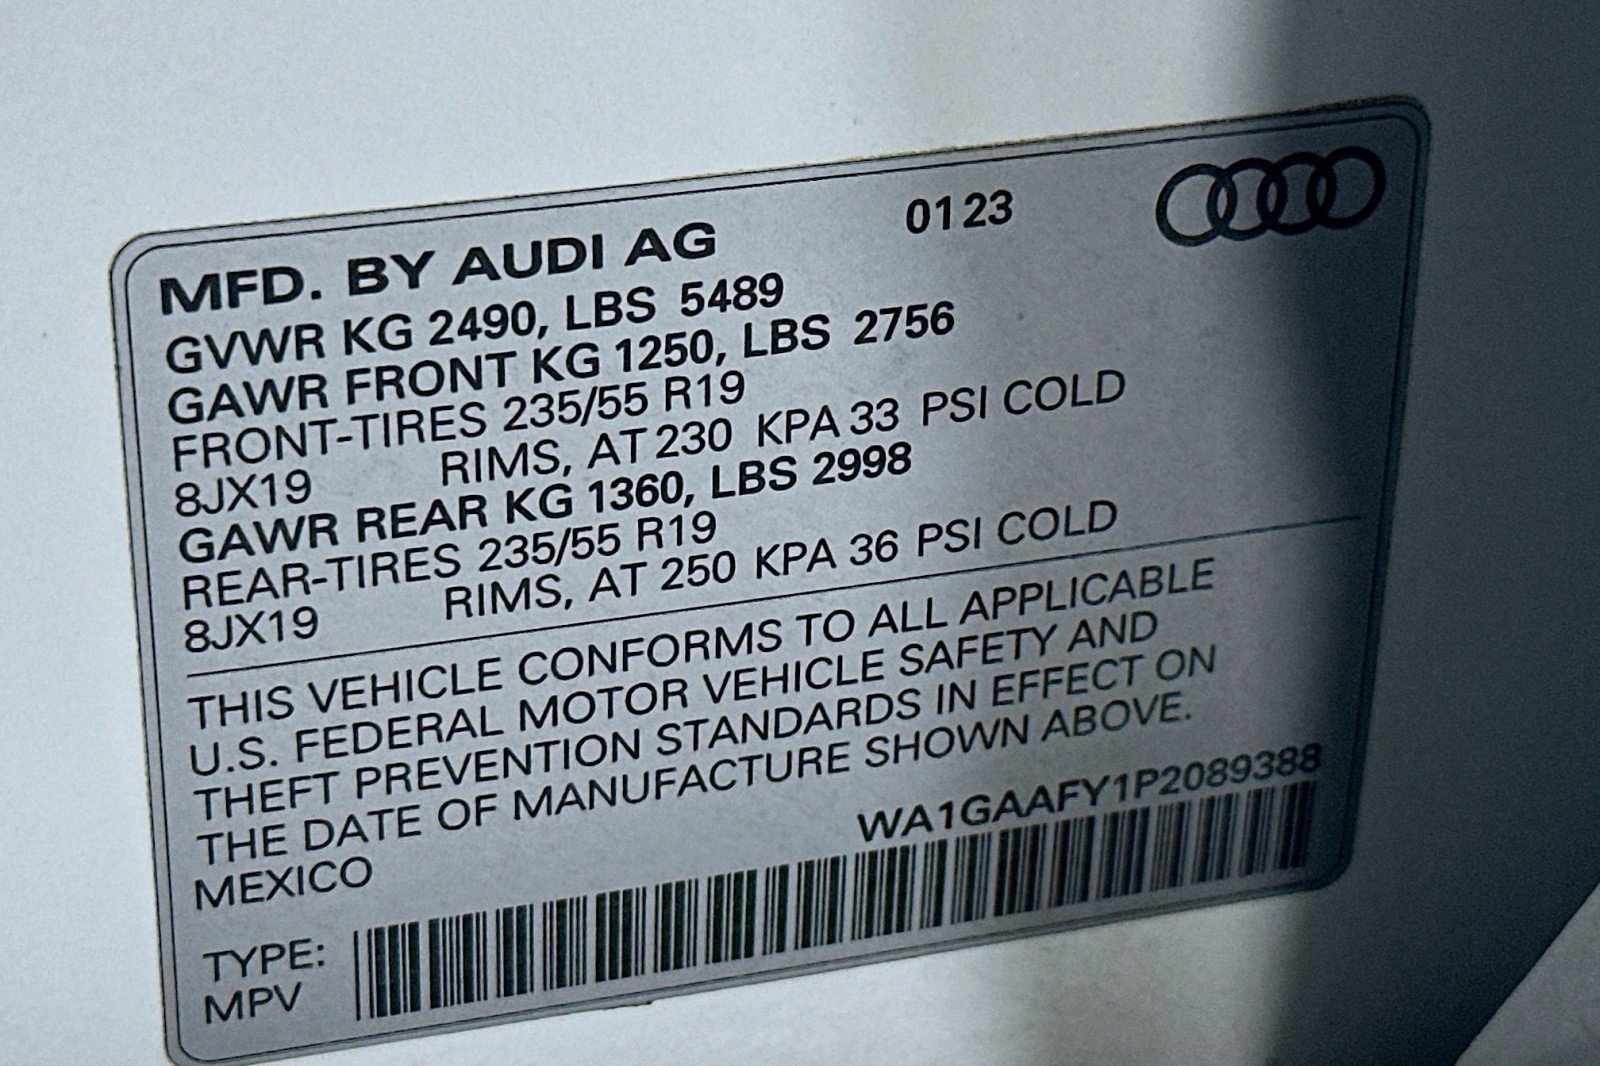 MFD. BY AUDI AG 0123
GVWR KG 2490, LBS 5489
GAWR FRONT KG 1250, LBS 2756
FRONT-TIRES 235/55 R19
8JX19 RIMS, AT 230 KPA 33 PSI COLD
GAWR REAR KG 1360, LBS 2998
REAR-TIRES 235/55 R19
8JX19 RIMS, AT 250 KPA 36 PSI COLD
THIS VEHICLE CONFORMS TO ALL APPLICABLE
U.S. FEDERAL MOTOR VEHICLE SAFETY AND
THEFT PREVENTION STANDARDS IN EFFECT ON
THE DATE OF MANUFACTURE SHOWN ABOVE.
MEXICO WA1GAAFY1P2089388
TYPE:
MPV